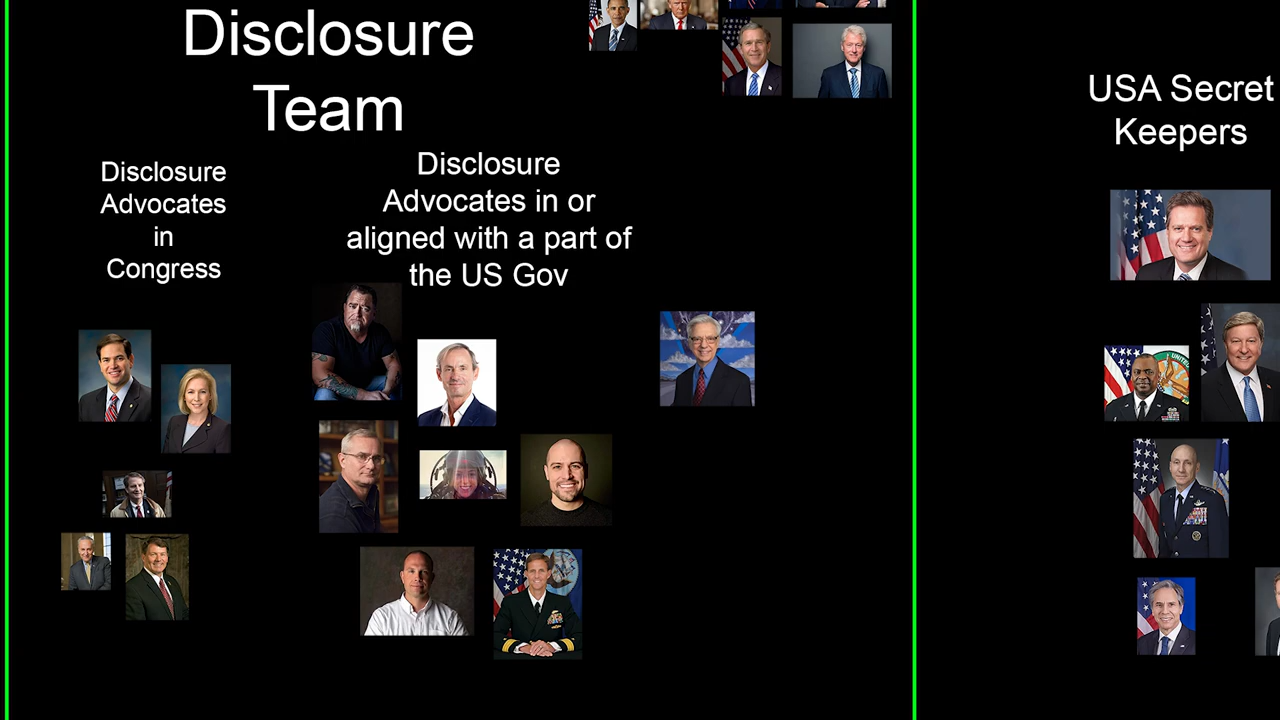 Disclosure
Team
Disclosure
Advocates
in
Congress
Disclosure
Advocates in or
aligned with a part of
the US Gov
USA Secret
Keepers